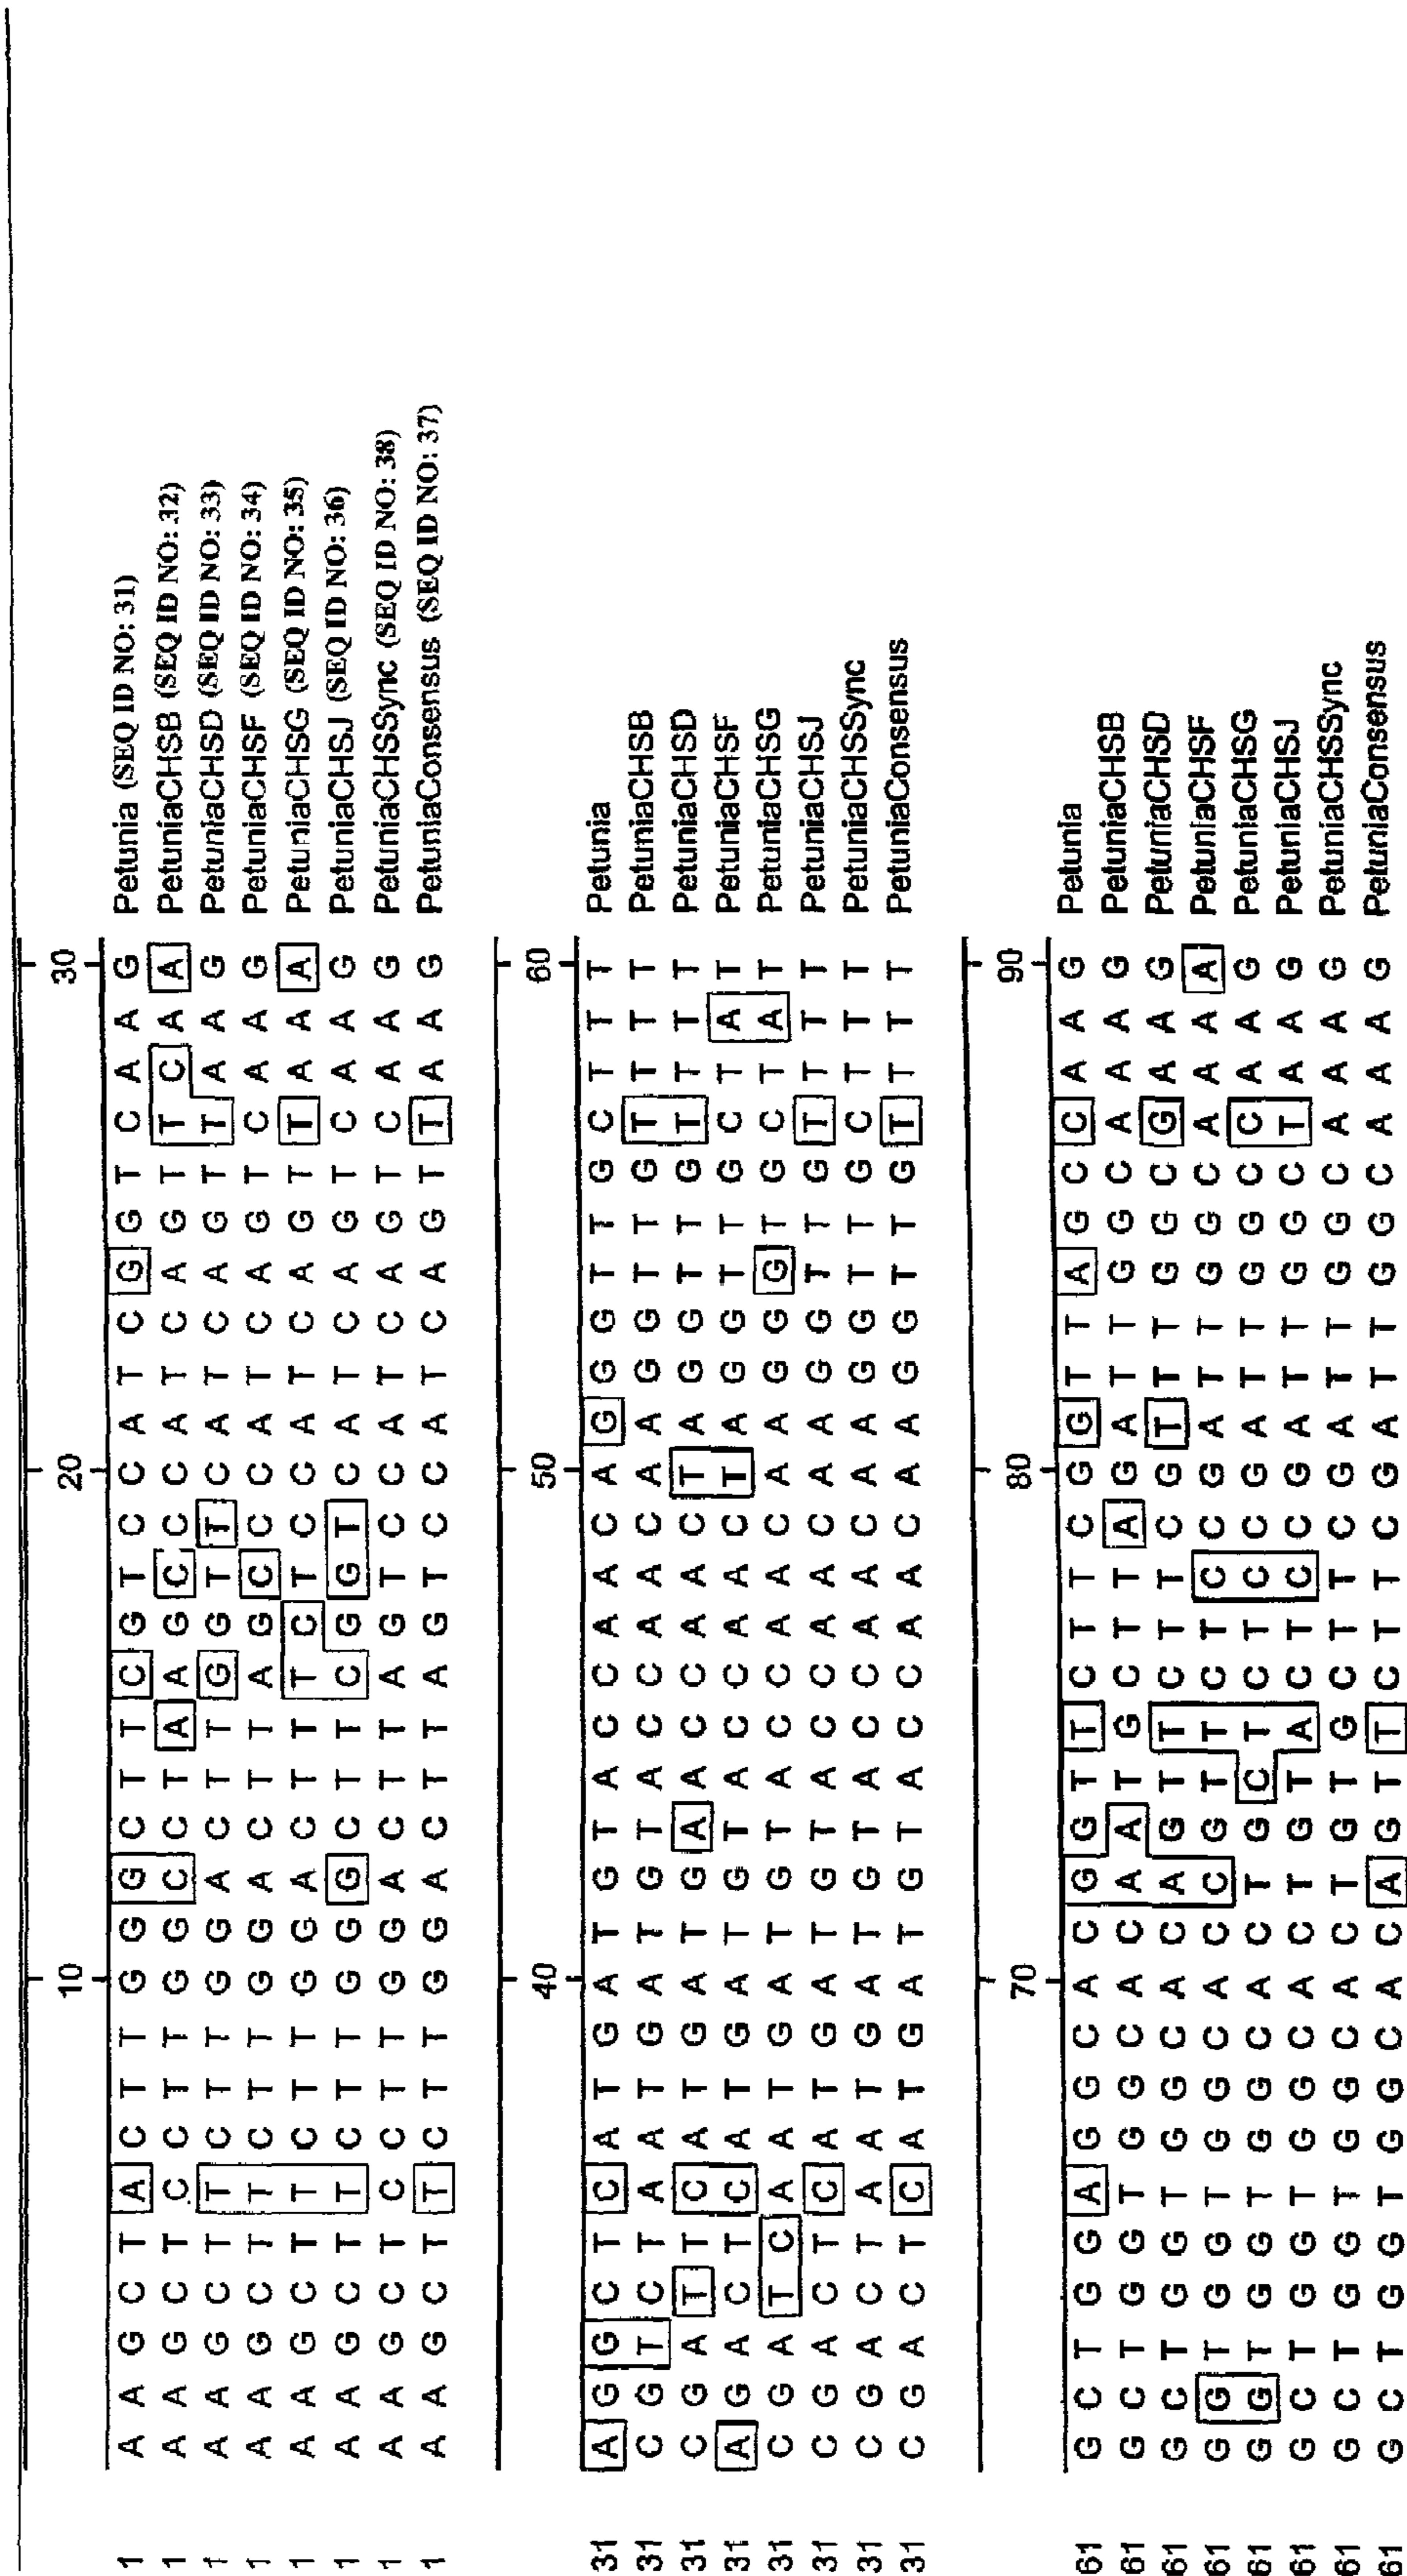 10 20 30
1 A A G C T A C T T G G G C T T C G T C C A T C G G T C A A G Petunia (SEQ ID NO: 31)
1 A A G C T C C T T G G C C T A A G C C C A T C A G T T C A A PetuniaCHSB (SEQ ID NO: 32)
1 A A G C T T C T T G G A C T T G G T T C A T C A G T T A A G PetuniaCHSD (SEQ ID NO: 33)
1 A A G C T T C T T G G A C T T A G C C C A T C A G T C A A G PetuniaCHSF (SEQ ID NO: 34)
1 A A G C T T C T T G G A C T T T C T C C A T C A G T T A A A PetuniaCHSG (SEQ ID NO: 35)
1 A A G C T T C T T G G G C T T C G G T C A T C A G T C A A G PetuniaCHSJ (SEQ ID NO: 36)
1 A A G C T C C T T G G A C T T A G T C C A T C A G T C A A G PetuniaCHSSync (SEQ ID NO: 38)
1 A A G C T T C T T G G A C T T A G T C C A T C A G T T A A G PetuniaConsensus (SEQ ID NO: 37)
40 50 60
31 A G G C T C A T G A T G T A C C A A C A G G G T T G C T T T Petunia
31 C G T C T A A T G A T G T A C C A A C A A G G T T G T T T T PetuniaCHSB
31 C G A T T C A T G A T G A A C C A A C T A G G T T G T T T T PetuniaCHSD
31 A G A C T C A T G A T G T A C C A A C T A G G T T G C T A T PetuniaCHSF
31 C G A T C A A T G A T G T A C C A A C A A G G G T G C T A T PetuniaCHSG
31 C G A C T C A T G A T G T A C C A A C A A G G T T G T T T T PetuniaCHSJ
31 C G A C T A A T G A T G T A C C A A C A A G G T T G C T T T PetuniaCHSSync
31 C G A C T C A T G A T G T A C C A A C A A G G T T G T T T T PetuniaConsensus
70 80 90
61 G C T G G A G G C A C G G T T C T T C G G T T A G C C A A G Petunia
61 G C T G G T G G C A C A A T G C T T A G A T T G G C A A A G PetuniaCHSB
61 G C T G G T G G C A C A G T T C T T C G T T T G G C G A A G PetuniaCHSD
61 G G T G G T G G C A C C G T T C T C C G A T T G G C A A A A PetuniaCHSF
61 G G T G G T G G C A C T G C T C T C C G A T T G G C C A A G PetuniaCHSG
61 G C T G G T G G C A C T G T A C T C C G A T T G G C T A A G PetuniaCHSJ
61 G C T G G T G G C A C T G T G C T T C G A T T G G C A A A G PetuniaCHSSync
61 G C T G G T G G C A C A G T T C T T C G A T T G G C A A A G PetuniaConsensus